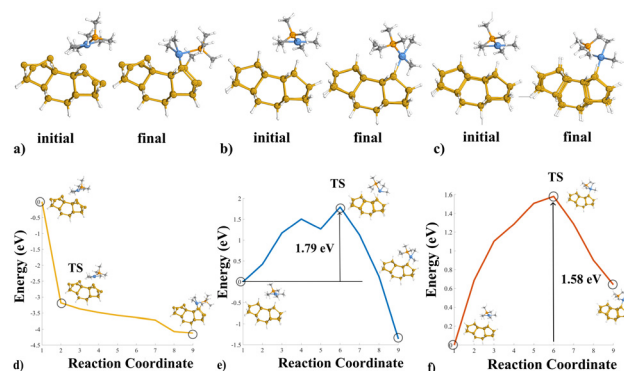 initial final
a)
initial final
b)
initial final
c)
Energy (eV)
0
-0.5
-1
-1.5
-2
-2.5
-3
-3.5
-4
-4.5
TS
1 2 3 4 5 6 7 8 9
d) Reaction Coordinate
Energy (eV)
2
1.5
1
0.5
0
-0.5
-1
-1.5
TS
1.79 eV
1 2 3 4 5 6 7 8 9
e) Reaction Coordinate
Energy (eV)
1.6
1.4
1.2
1
0.8
0.6
0.4
0.2
0
TS
1.58 eV
1 2 3 4 5 6 7 8 9
f) Reaction Coordinate